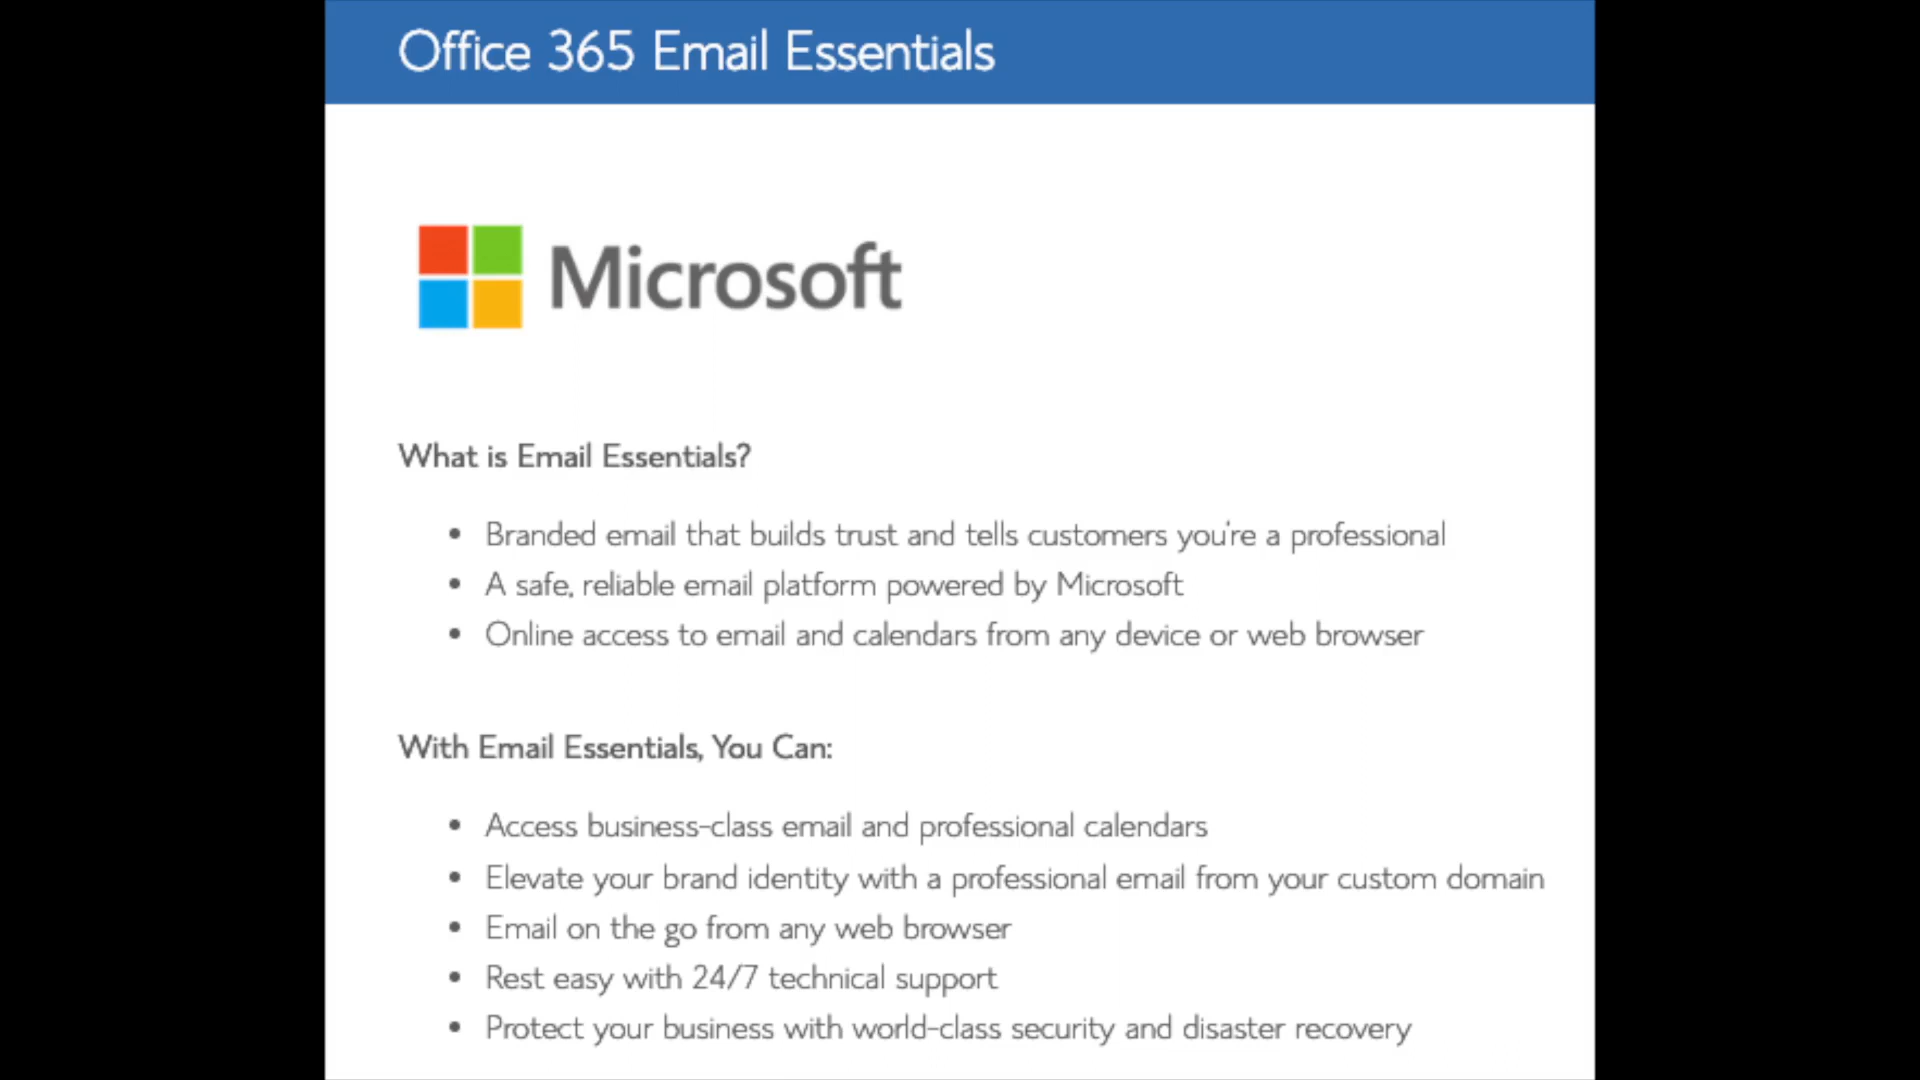 Office 365 Email Essentials
Microsoft
What is Email Essentials?
• Branded email that builds trust and tells customers you're a professional
• A safe, reliable email platform powered by Microsoft
• Online access to email and calendars from any device or web browser
With Email Essentials, You Can:
• Access business-class email and professional calendars
• Elevate your brand identity with a professional email from your custom domain
• Email on the go from any web browser
• Rest easy with 24/7 technical support
• Protect your business with world-class security and disaster recovery